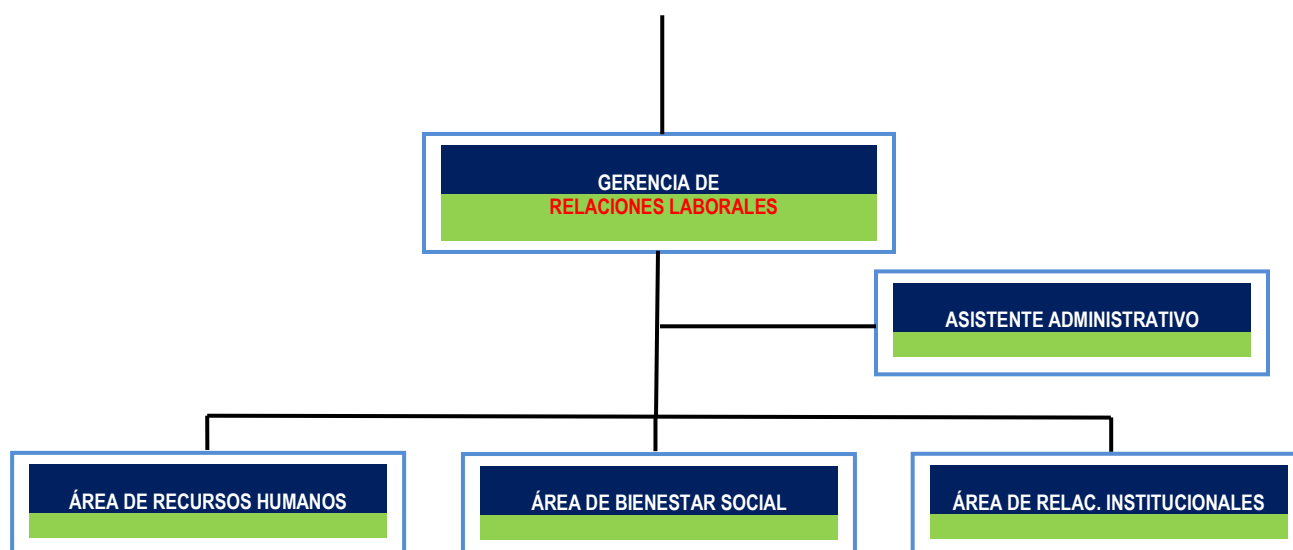 GERENCIA DE
RELACIONES LABORALES
ASISTENTE ADMINISTRATIVO
ÁREA DE RECURSOS HUMANOS
ÁREA DE BIENESTAR SOCIAL
ÁREA DE RELAC. INSTITUCIONALES